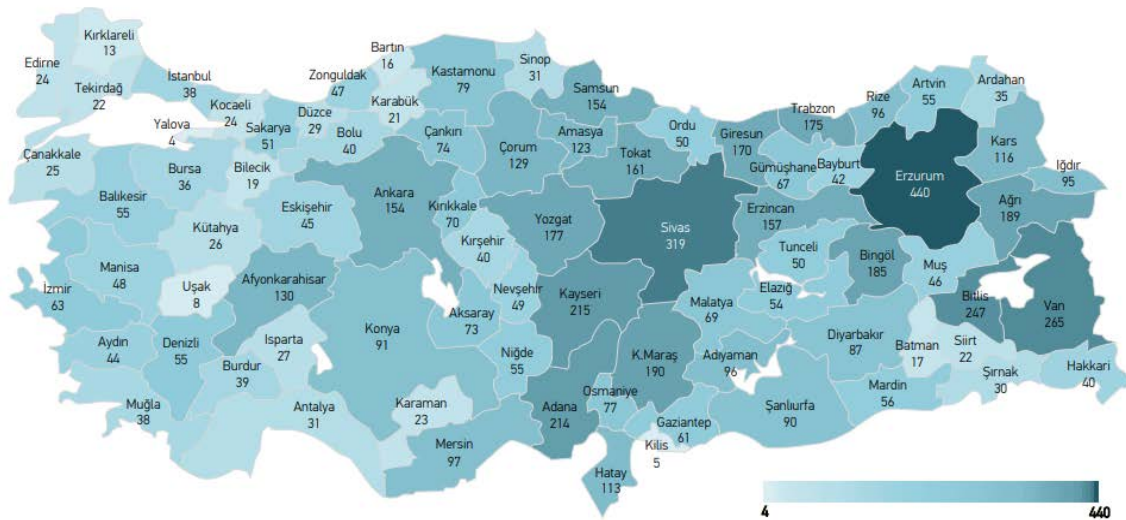 Kırklareli
13
Edirne
24
Tekirdağ
22
İstanbul
38
Kocaeli
24
Yalova
4
Sakarya
51
Düzce
29
Zonguldak
47
Bartın
16
Karabük
21
Kastamonu
79
Sinop
31
Samsun
154
Bolu
40
Çankırı
74
Çorum
129
Amasya
123
Ordu
50
Tokat
161
Giresun
170
Trabzon
175
Gümüşhane
67
Bayburt
42
Rize
96
Artvin
55
Ardahan
35
Kars
116
Iğdır
95
Erzurum
440
Ağrı
189
Çanakkale
25
Bursa
36
Bilecik
19
Balıkesir
55
Kütahya
26
Eskişehir
45
Ankara
154
Kırıkkale
70
Kırşehir
40
Yozgat
177
Sivas
319
Erzincan
157
Tunceli
50
Bingöl
185
Muş
46
Bitlis
247
Van
265
Manisa
48
İzmir
63
Uşak
8
Afyonkarahisar
130
Konya
91
Aksaray
73
Nevşehir
49
Kayseri
215
Malatya
69
Elazığ
54
Diyarbakır
87
Batman
17
Siirt
22
Şırnak
30
Hakkari
40
Aydın
44
Denizli
55
Burdur
39
Isparta
27
Niğde
55
K.Maraş
190
Adıyaman
96
Mardin
56
Muğla
38
Antalya
31
Karaman
23
Mersin
97
Adana
214
Osmaniye
77
Gaziantep
61
Kilis
5
Şanlıurfa
90
Hatay
113
4
440